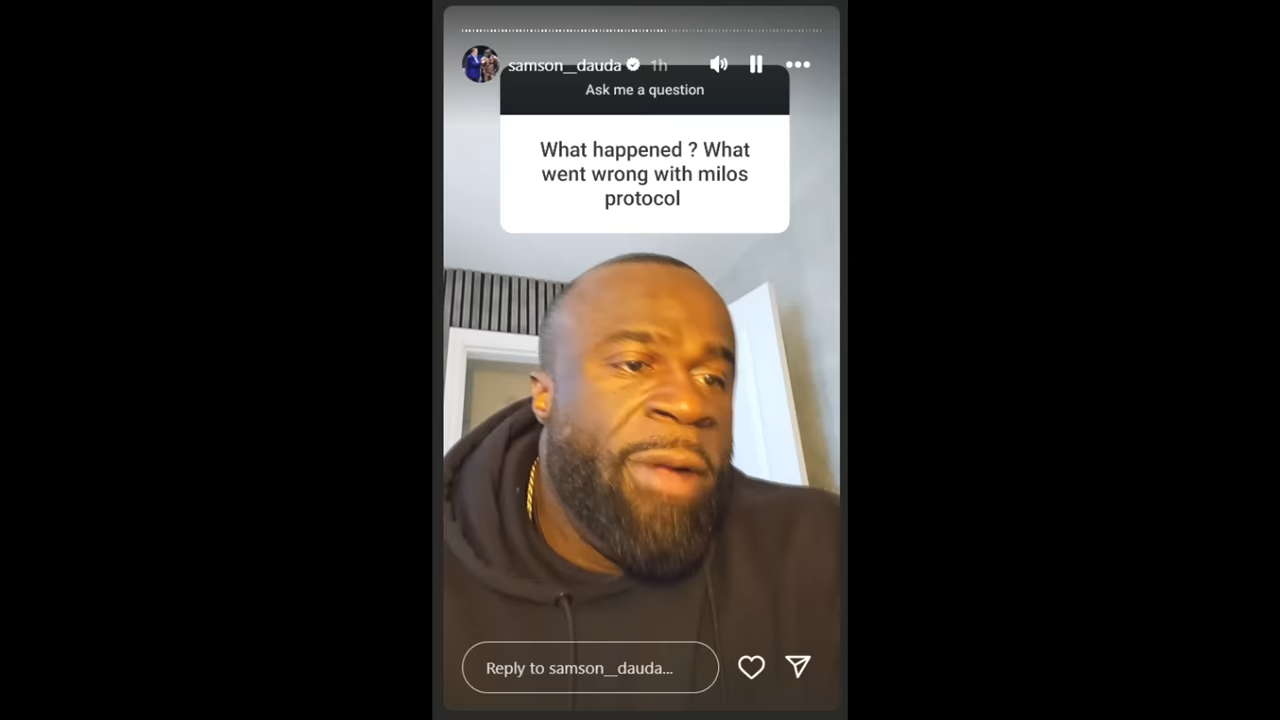 samson__dauda 1h
Ask me a question
What happened ? What
went wrong with milos
protocol
Reply to samson__dauda...